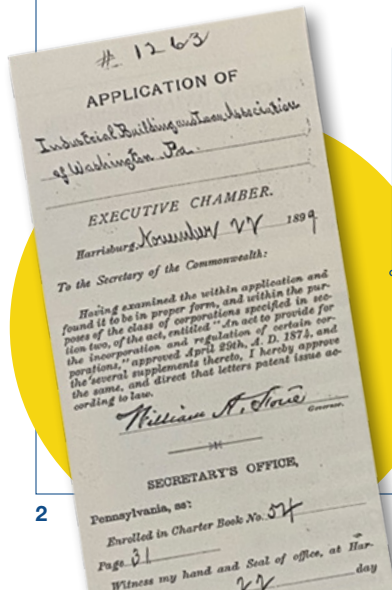 # 1263
APPLICATION OF
Industrial Building and Loan Association
of Washington Pa.
EXECUTIVE CHAMBER.
Harrisburg, November 22 1899
To the Secretary of the Commonwealth:
Having examined the within application and
found it to be in proper form, and within the pur-
poses of the class of corporations specified in sec-
tion two, of the act, entitled "An act to provide for
the incorporation and regulation of certain cor-
porations," approved April 29th, A. D. 1874, and
the several supplements thereto, I hereby approve
the same, and direct that letters patent issue ac-
cording to law.
William A. Stone
Governor.
SECRETARY'S OFFICE,
Pennsylvania, ss:
Enrolled in Charter Book No. 54
Page 31
Witness my hand and Seal of office, at Har-
22 day
2